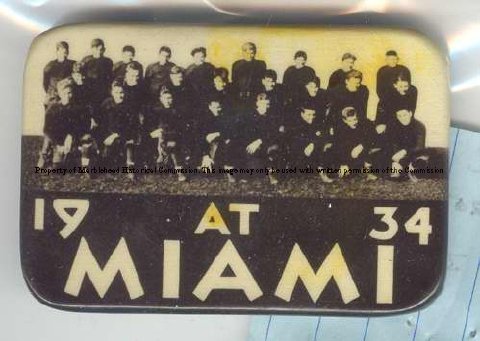 Property of Marblehead Historical Commission. This image may only be used with written permission of the Commission
19 AT 34
MIAMI